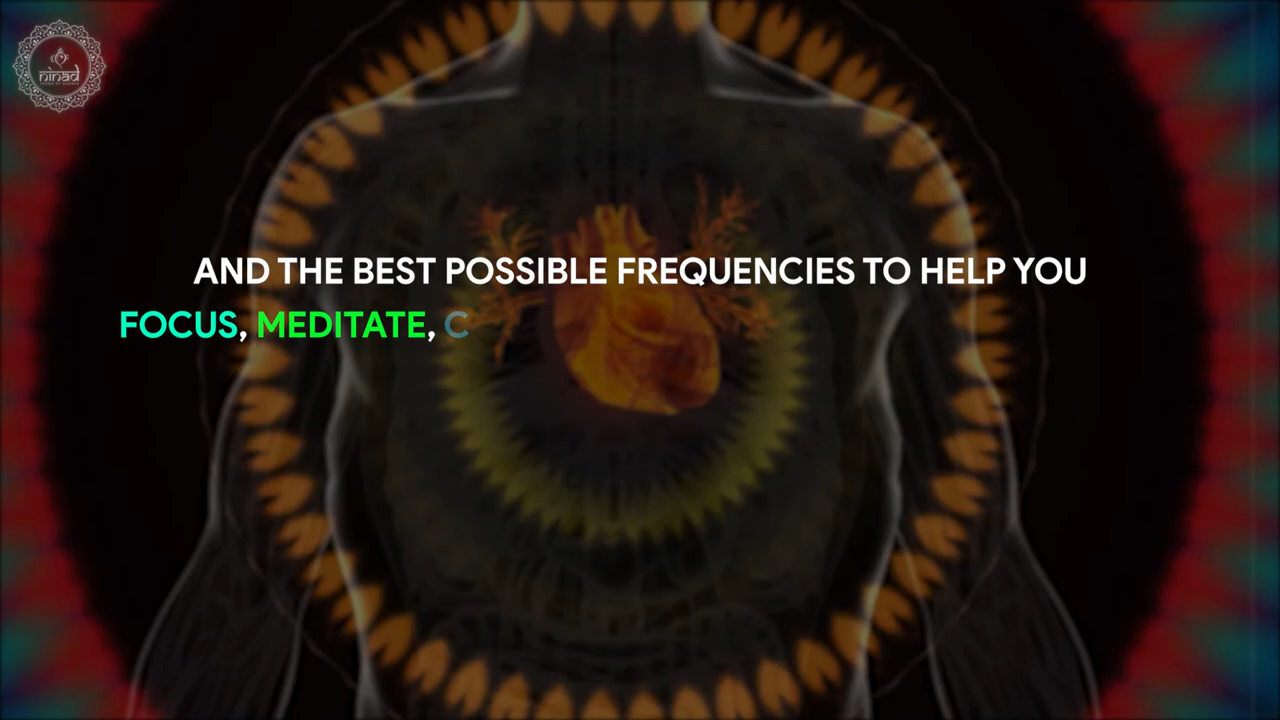 ninad
AND THE BEST POSSIBLE FREQUENCIES TO HELP YOU
FOCUS, MEDITATE, C